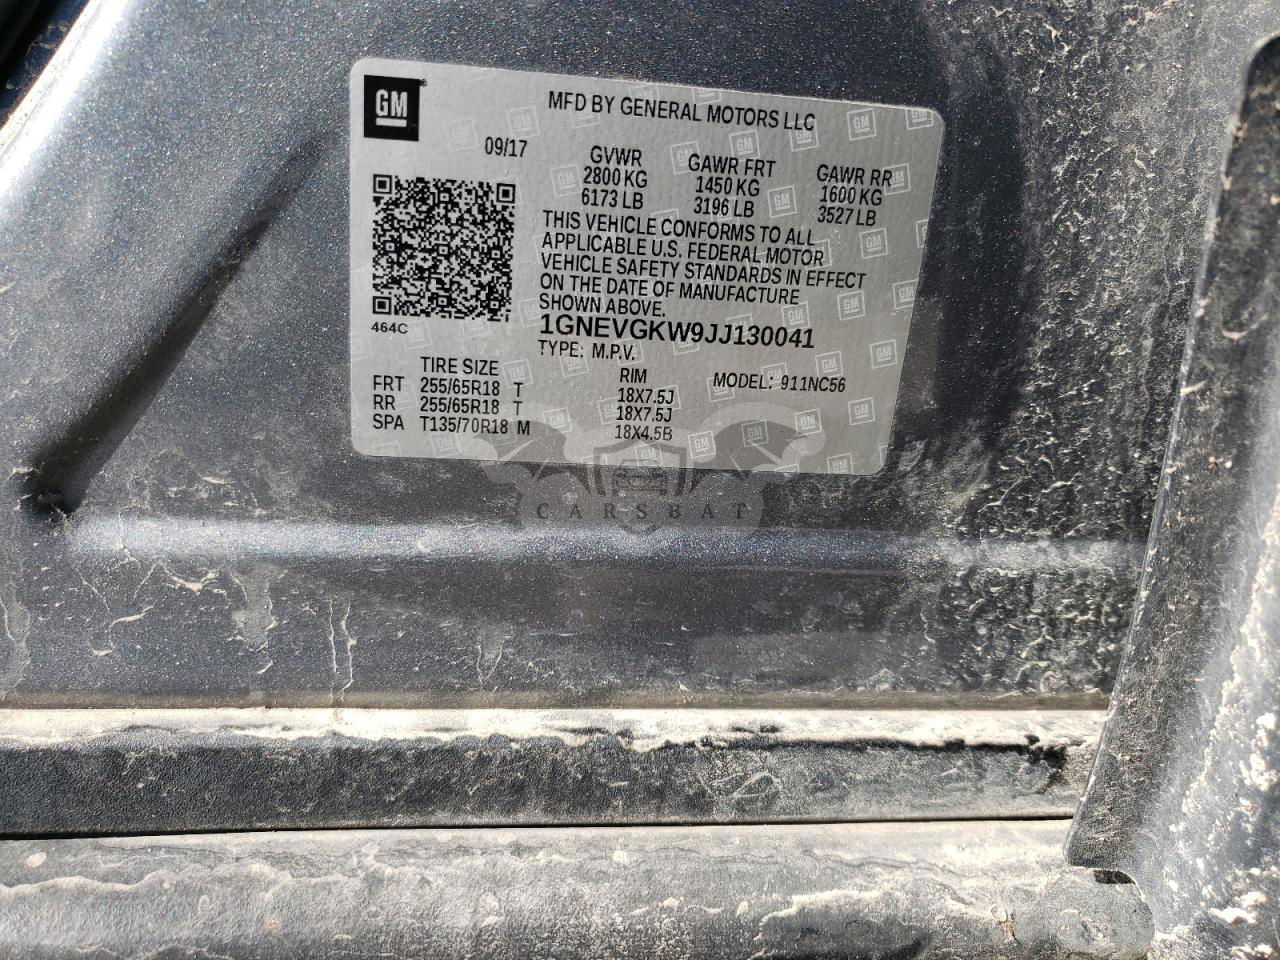 GM
MFD BY GENERAL MOTORS LLC
09/17
GVWR GAWR FRT GAWR RR
2800 KG 1450 KG 1600 KG
6173 LB 3196 LB 3527 LB
THIS VEHICLE CONFORMS TO ALL
APPLICABLE U.S. FEDERAL MOTOR
VEHICLE SAFETY STANDARDS IN EFFECT
ON THE DATE OF MANUFACTURE
SHOWN ABOVE.
464C
1GNEVGKW9JJ130041
TYPE: M.P.V.
TIRE SIZE RIM MODEL: 911NC56
FRT 255/65R18 T 18X7.5J
RR 255/65R18 T 18X7.5J
SPA T135/70R18 M 18X4.5B
CARSBAT